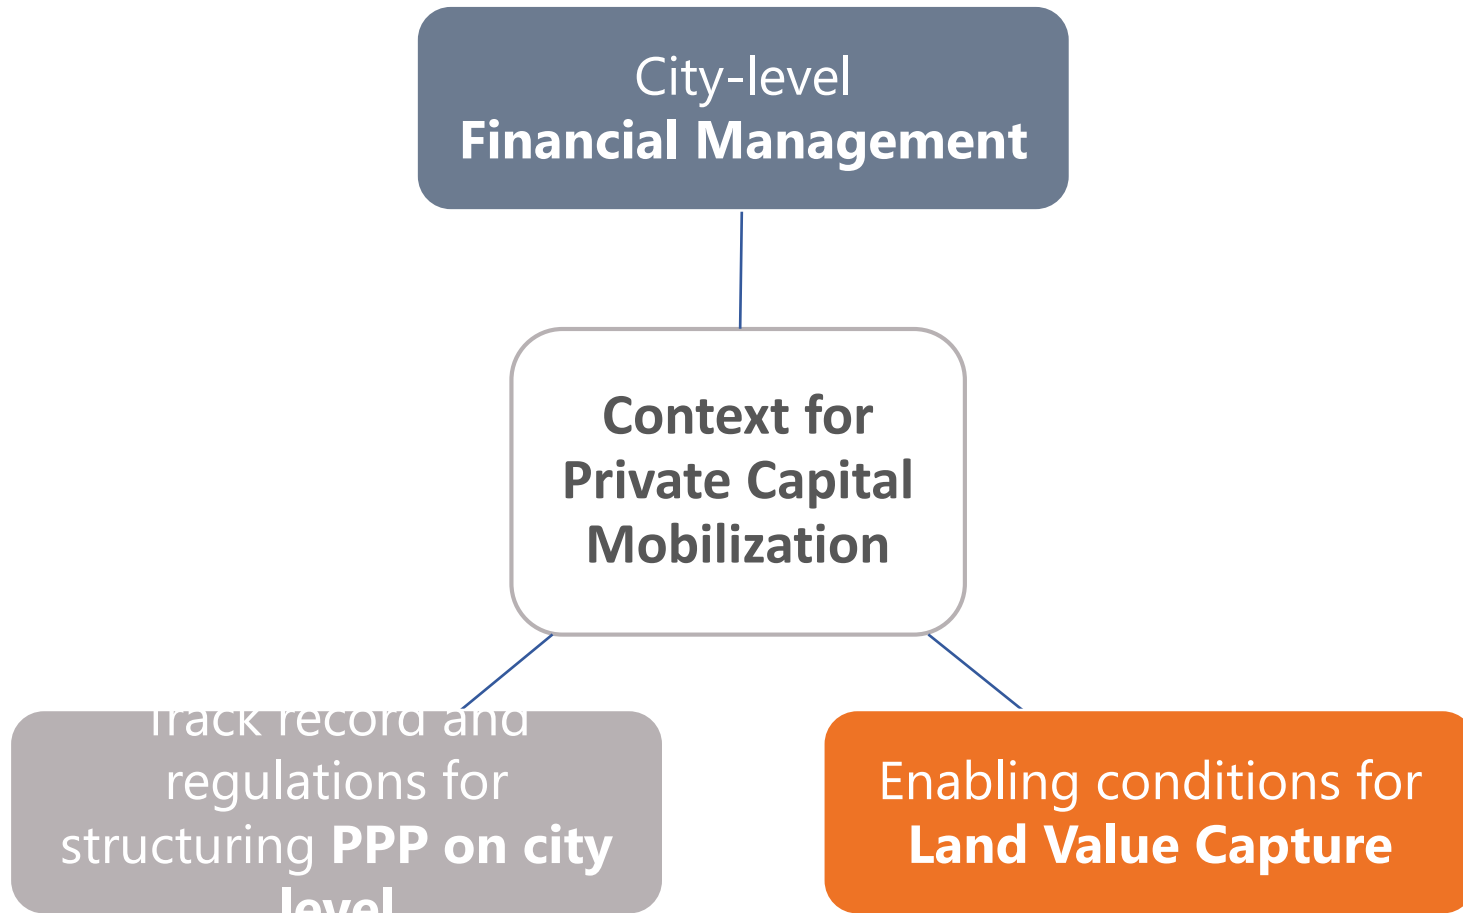 City-level
Financial Management
Context for
Private Capital
Mobilization
Track record and
regulations for
structuring PPP on city
level
Enabling conditions for
Land Value Capture